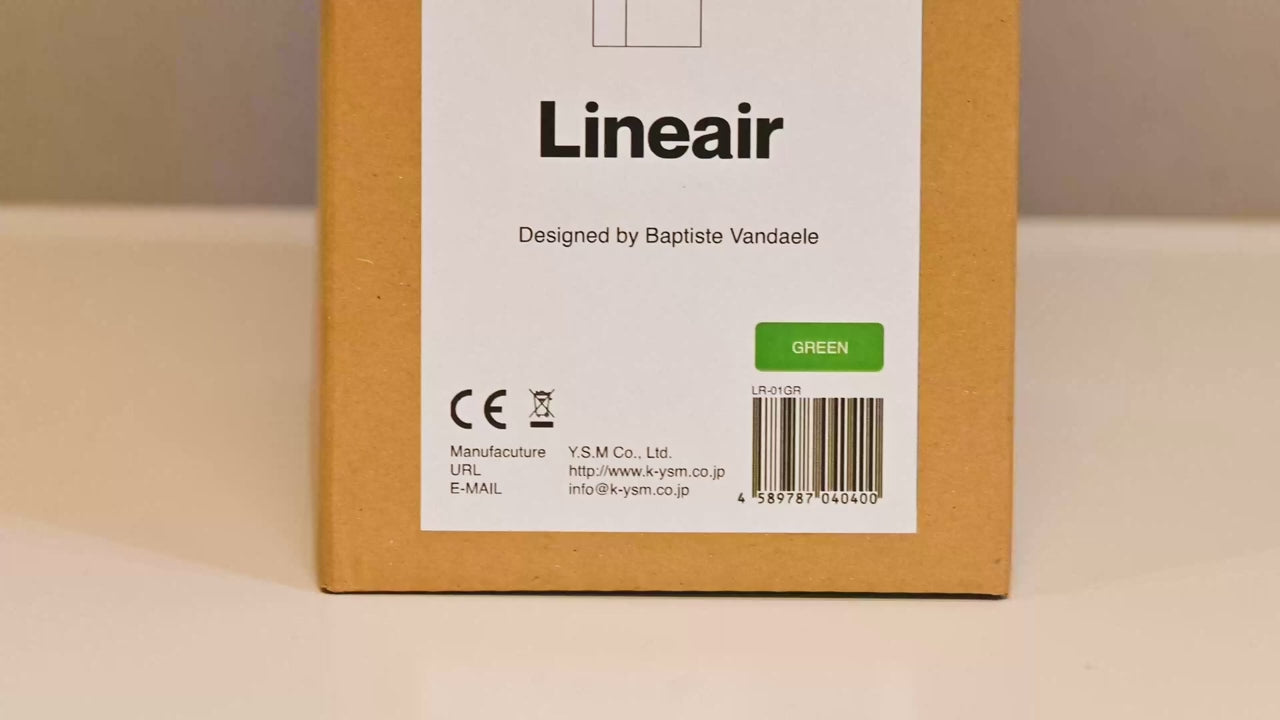 Lineair
Designed by Baptiste Vandaele
GREEN
LR-01GR
CE
Manufacuture Y.S.M Co., Ltd.
URL http://www.k-ysm.co.jp
E-MAIL info@k-ysm.co.jp
4 589787 040400